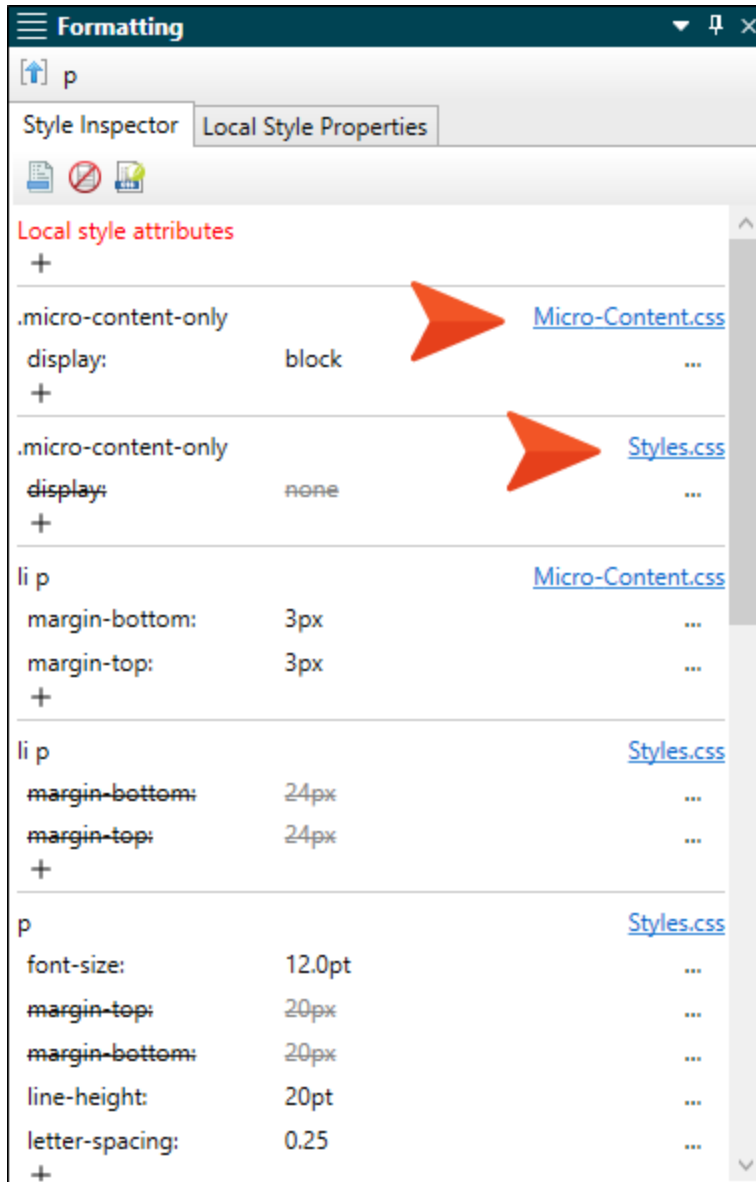 Formatting
p
Style Inspector Local Style Properties
Local style attributes
+
.micro-content-only Micro-Content.css
display: block ...
+
.micro-content-only Styles.css
display: none ...
+
li p Micro-Content.css
margin-bottom: 3px ...
margin-top: 3px ...
+
li p Styles.css
margin-bottom: 24px ...
margin-top: 24px ...
+
p Styles.css
font-size: 12.0pt ...
margin-top: 20px ...
margin-bottom: 20px ...
line-height: 20pt ...
letter-spacing: 0.25 ...
+